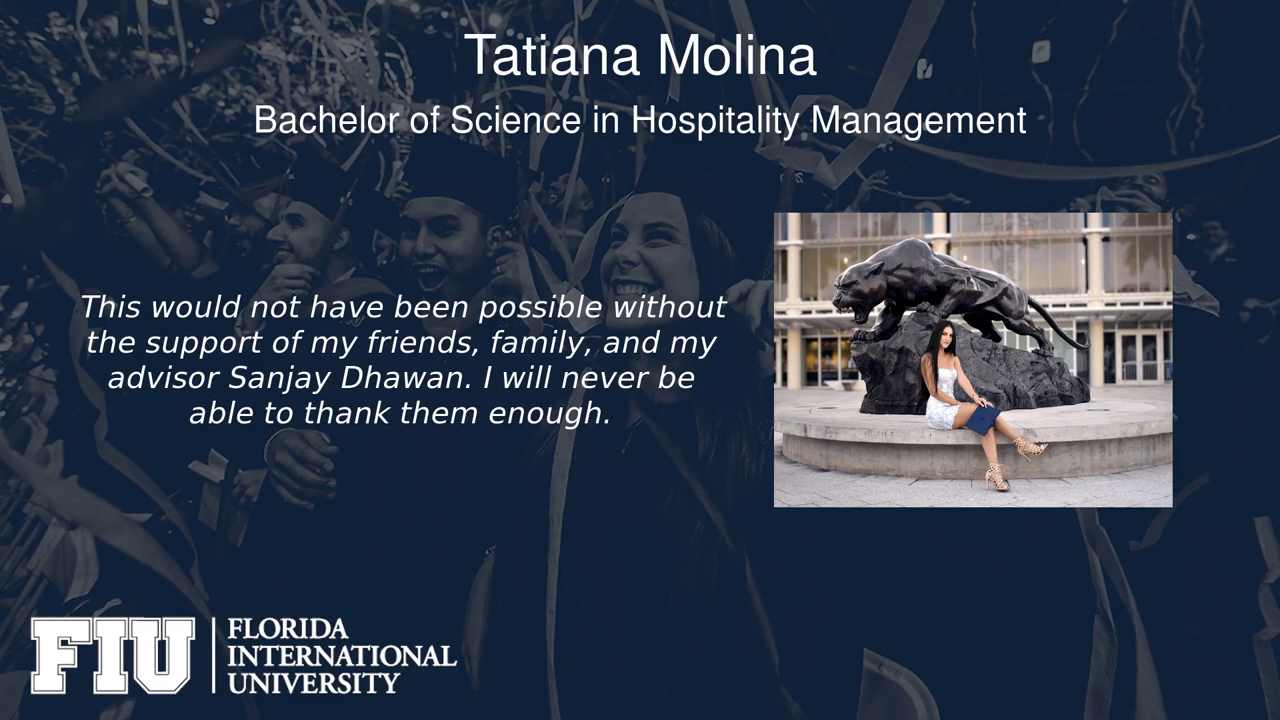 Tatiana Molina
Bachelor of Science in Hospitality Management
This would not have been possible without
the support of my friends, family, and my
advisor Sanjay Dhawan. I will never be
able to thank them enough.
FIU
FLORIDA
INTERNATIONAL
UNIVERSITY